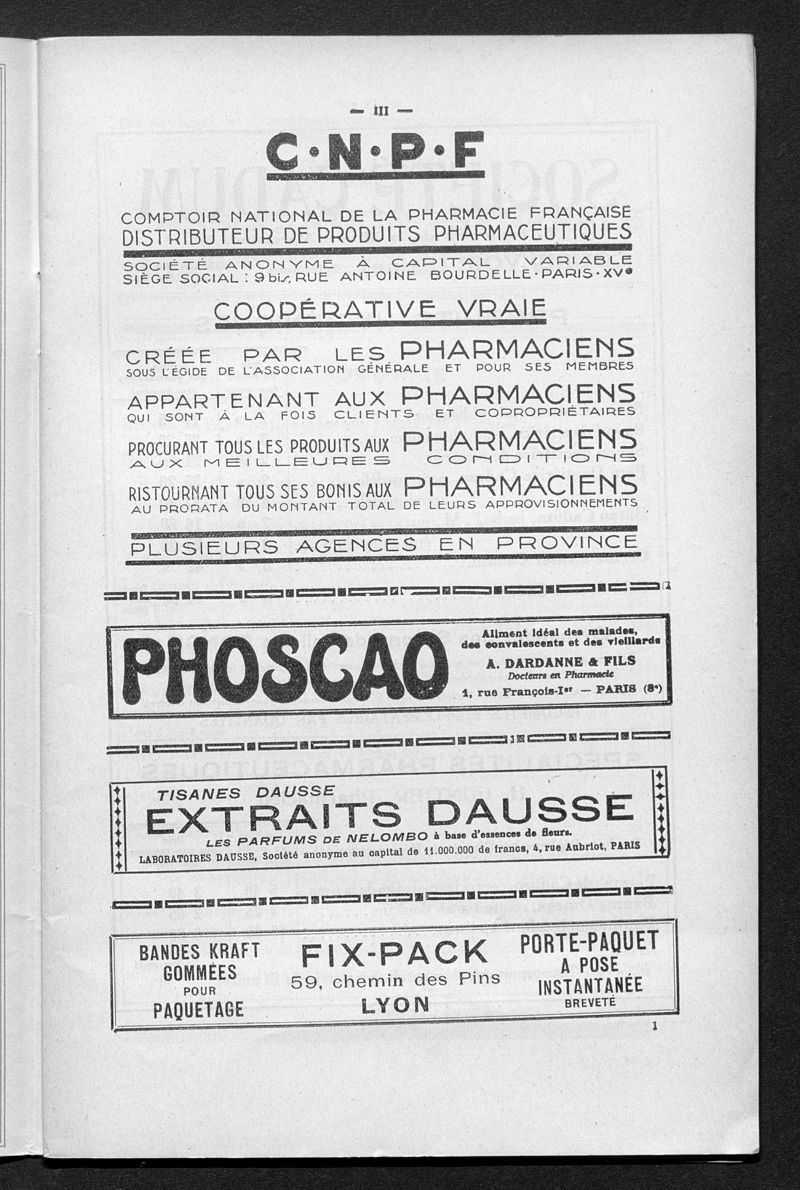 — III —
C·N·P·F
COMPTOIR NATIONAL DE LA PHARMACIE FRANÇAISE
DISTRIBUTEUR DE PRODUITS PHARMACEUTIQUES
SOCIÉTÉ ANONYME À CAPITAL VARIABLE
SIÈGE SOCIAL : 9 bis, RUE ANTOINE BOURDELLE · PARIS · XVe
COOPÉRATIVE VRAIE
CRÉÉE PAR LES PHARMACIENS
SOUS L'ÉGIDE DE L'ASSOCIATION GÉNÉRALE ET POUR SES MEMBRES
APPARTENANT AUX PHARMACIENS
QUI SONT À LA FOIS CLIENTS ET COPROPRIÉTAIRES
PROCURANT TOUS LES PRODUITS AUX PHARMACIENS
AUX MEILLEURES CONDITIONS
RISTOURNANT TOUS SES BONIS AUX PHARMACIENS
AU PRORATA DU MONTANT TOTAL DE LEURS APPROVISIONNEMENTS
PLUSIEURS AGENCES EN PROVINCE
PHOSCAO
Aliment idéal des malades,
des convalescents et des vieillards
A. DARDANNE & FILS
Docteurs en Pharmacie
1, rue François-Ier — PARIS (8e)
TISANES DAUSSE
EXTRAITS DAUSSE
LES PARFUMS DE NELOMBO à base d'essences de fleurs.
LABORATOIRES DAUSSE, Société anonyme au capital de 11.000.000 de francs, 4, rue Aubriot, PARIS
BANDES KRAFT
GOMMÉES
POUR
PAQUETAGE
FIX-PACK
59, chemin des Pins
LYON
PORTE-PAQUET
A POSE
INSTANTANÉE
BREVETÉ
1